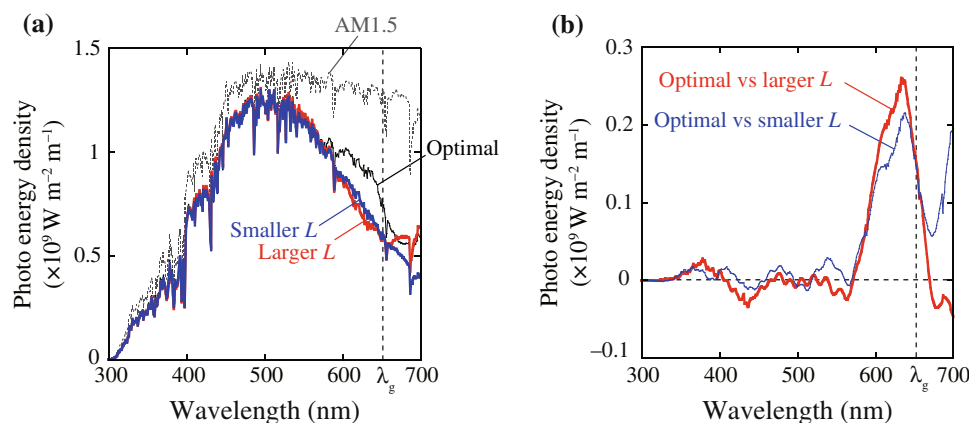 (a)
AM1.5
1.5
1
0.5
0
Photo energy density
(×10⁹ W m⁻² m⁻¹)
Optimal
Smaller L
Larger L
300 400 500 600 λg 700
Wavelength (nm)
(b)
0.3
0.2
0.1
0
−0.1
Photo energy density
(×10⁹ W m⁻² m⁻¹)
Optimal vs larger L
Optimal vs smaller L
300 400 500 600 λg 700
Wavelength (nm)